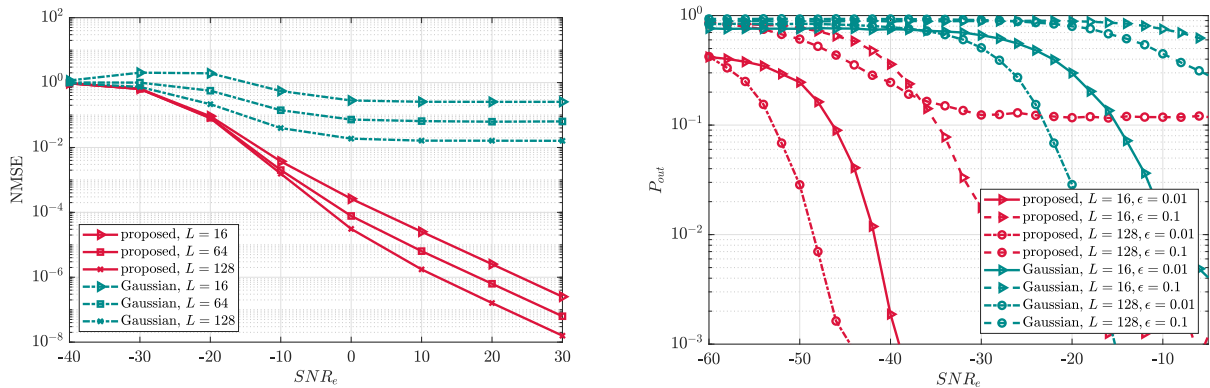 NMSE
10^2
10^0
10^-2
10^-4
10^-6
10^-8
-40 -30 -20 -10 0 10 20 30
SNR_e
proposed, L = 16
proposed, L = 64
proposed, L = 128
Gaussian, L = 16
Gaussian, L = 64
Gaussian, L = 128
P_out
10^0
10^-1
10^-2
10^-3
-60 -50 -40 -30 -20 -10
SNR_e
proposed, L = 16, ϵ = 0.01
proposed, L = 16, ϵ = 0.1
proposed, L = 128, ϵ = 0.01
proposed, L = 128, ϵ = 0.1
Gaussian, L = 16, ϵ = 0.01
Gaussian, L = 16, ϵ = 0.1
Gaussian, L = 128, ϵ = 0.01
Gaussian, L = 128, ϵ = 0.1